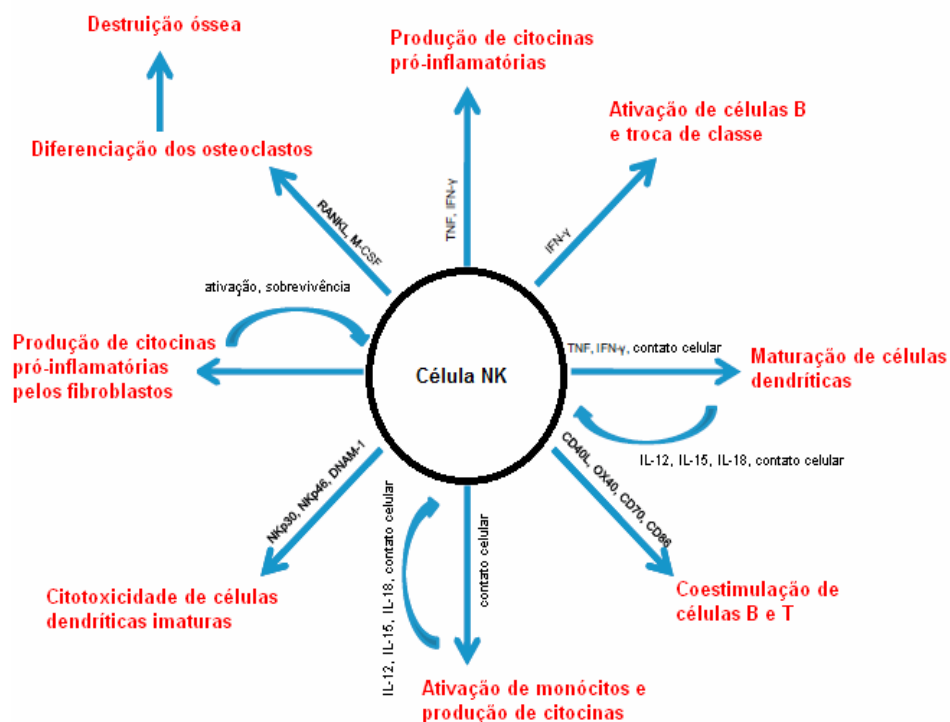 Destruição óssea
Produção de citocinas
pró-inflamatórias
Ativação de células B
e troca de classe
Diferenciação dos osteoclastos
RANKL, M-CSF
TNF, IFN-γ
IFN-γ
ativação, sobrevivência
Produção de citocinas
pró-inflamatórias
pelos fibroblastos
Célula NK
TNF, IFN-γ, contato celular
Maturação de células
dendríticas
IL-12, IL-15, IL-18, contato celular
NKp30, NKp46, DNAM-1
IL-12, IL-15, IL-18, contato celular
contato celular
CD40L, OX40, CD70, CD86
Citotoxicidade de células
dendríticas imaturas
Coestimulação de
células B e T
Ativação de monócitos e
produção de citocinas